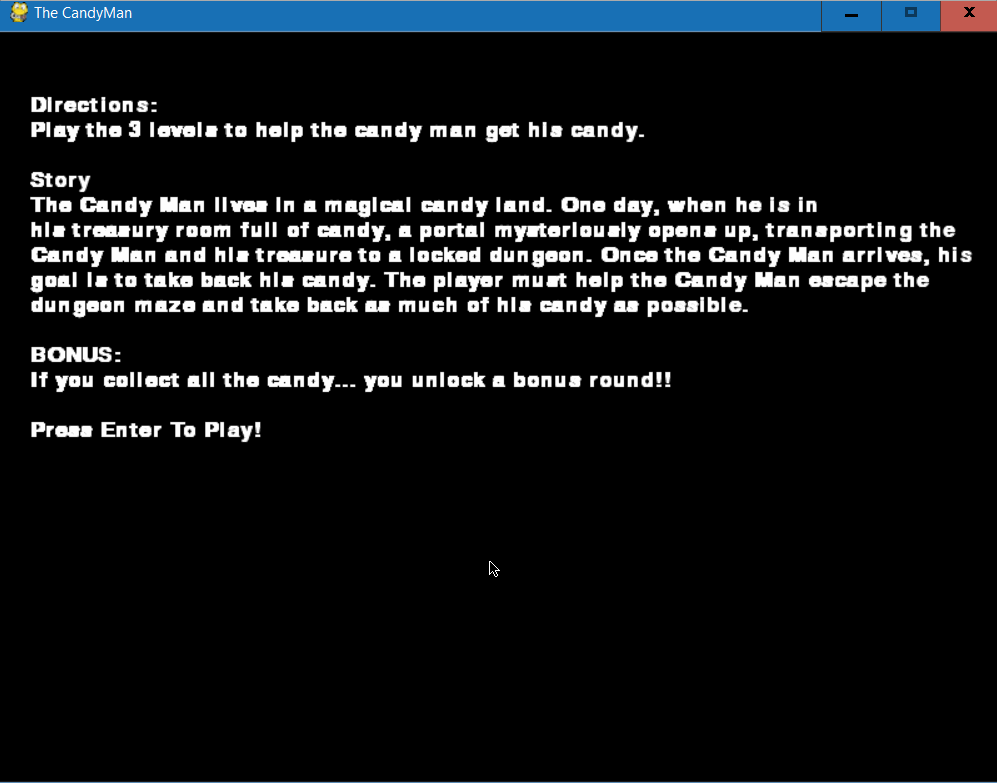 The CandyMan
Directions:
Play the 3 levels to help the candy man get his candy.
Story
The Candy Man lives in a magical candy land. One day, when he is in
his treasury room full of candy, a portal mysteriously opens up, transporting the
Candy Man and his treasure to a locked dungeon. Once the Candy Man arrives, his
goal is to take back his candy. The player must help the Candy Man escape the
dungeon maze and take back as much of his candy as possible.
BONUS:
If you collect all the candy... you unlock a bonus round!!
Press Enter To Play!